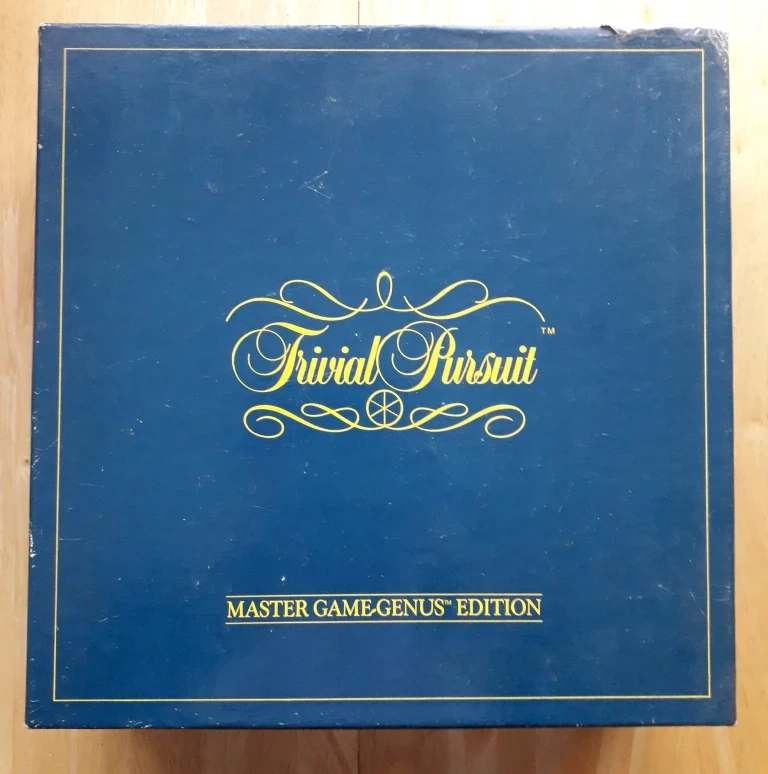 Trivial Pursuit™
MASTER GAME-GENUS™ EDITION